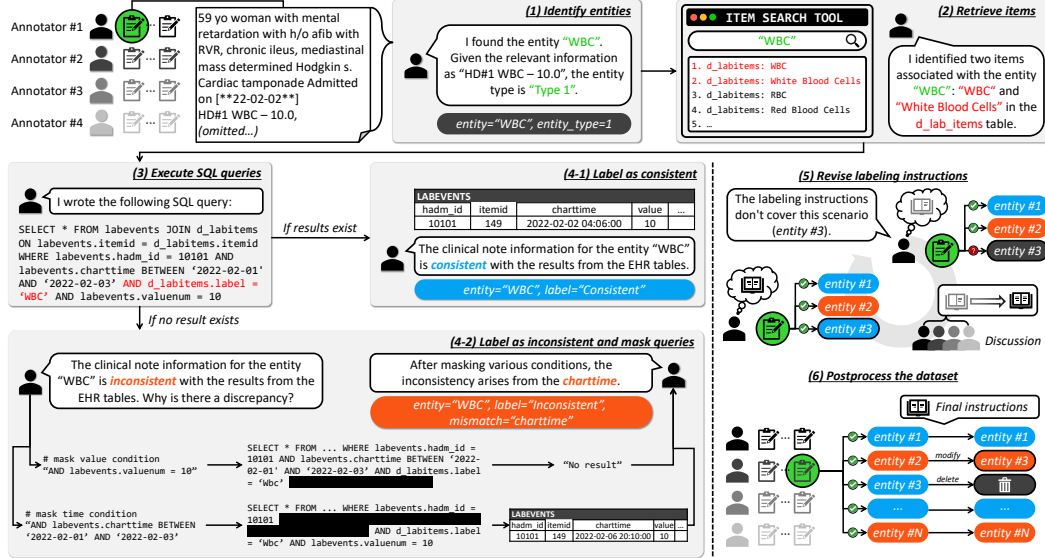 Annotator #1
Annotator #2
Annotator #3
Annotator #4
59 yo woman with mental
retardation with h/o afib with
RVR, chronic ileus, mediastinal
mass determined Hodgkin s.
Cardiac tamponade Admitted
on [**22-02-02**]
HD#1 WBC – 10.0,
(omitted…)
(1) Identify entities
I found the entity “WBC”.
Given the relevant information
as “HD#1 WBC – 10.0”, the entity
type is “Type 1”.
entity=“WBC”, entity_type=1
ITEM SEARCH TOOL
“WBC”
1. d_labitems: WBC
2. d_labitems: White Blood Cells
3. d_labitems: RBC
4. d_labitems: Red Blood Cells
5. …
(2) Retrieve items
I identified two items
associated with the entity
“WBC”: “WBC” and
“White Blood Cells” in the
d_lab_items table.
(3) Execute SQL queries
I wrote the following SQL query:
SELECT * FROM labevents JOIN d_labitems
ON labevents.itemid = d_labitems.itemid
WHERE labevents.hadm_id = 10101 AND
labevents.charttime BETWEEN ‘2022-02-01'
AND ‘2022-02-03’ AND d_labitems.label =
‘WBC’ AND labevents.valuenum = 10
If results exist
If no result exists
(4-1) Label as consistent
LABEVENTS
hadm_id itemid charttime value …
10101 149 2022-02-02 04:06:00 10
The clinical note information for the entity “WBC”
is consistent with the results from the EHR tables.
entity=“WBC”, label=“Consistent”
(4-2) Label as inconsistent and mask queries
The clinical note information for the entity
“WBC” is inconsistent with the results from the
EHR tables. Why is there a discrepancy?
After masking various conditions, the
inconsistency arises from the charttime.
entity=“WBC”, label=“Inconsistent”,
mismatch=“charttime”
# mask value condition
“AND labevents.valuenum = 10”
SELECT * FROM ... WHERE labevents.hadm_id =
10101 AND labevents.charttime BETWEEN ‘2022-
02-01' AND ‘2022-02-03’ AND d_labitems.label
= ‘Wbc’
“No result”
# mask time condition
“AND labevents.charttime BETWEEN
‘2022-02-01’ AND ‘2022-02-03”
SELECT * FROM ... WHERE labevents.hadm_id =
10101
AND d_labitems.label
= ‘Wbc’ AND labevents.valuenum = 10
LABEVENTS
hadm_id itemid charttime value …
10101 149 2022-02-06 20:10:00 10
(5) Revise labeling instructions
The labeling instructions
don't cover this scenario
(entity #3).
entity #1
entity #2
entity #3
entity #1
entity #2
entity #3
Discussion
(6) Postprocess the dataset
Final instructions
entity #1 entity #1
entity #2 modify entity #3
entity #3 delete
… …
entity #N entity #N